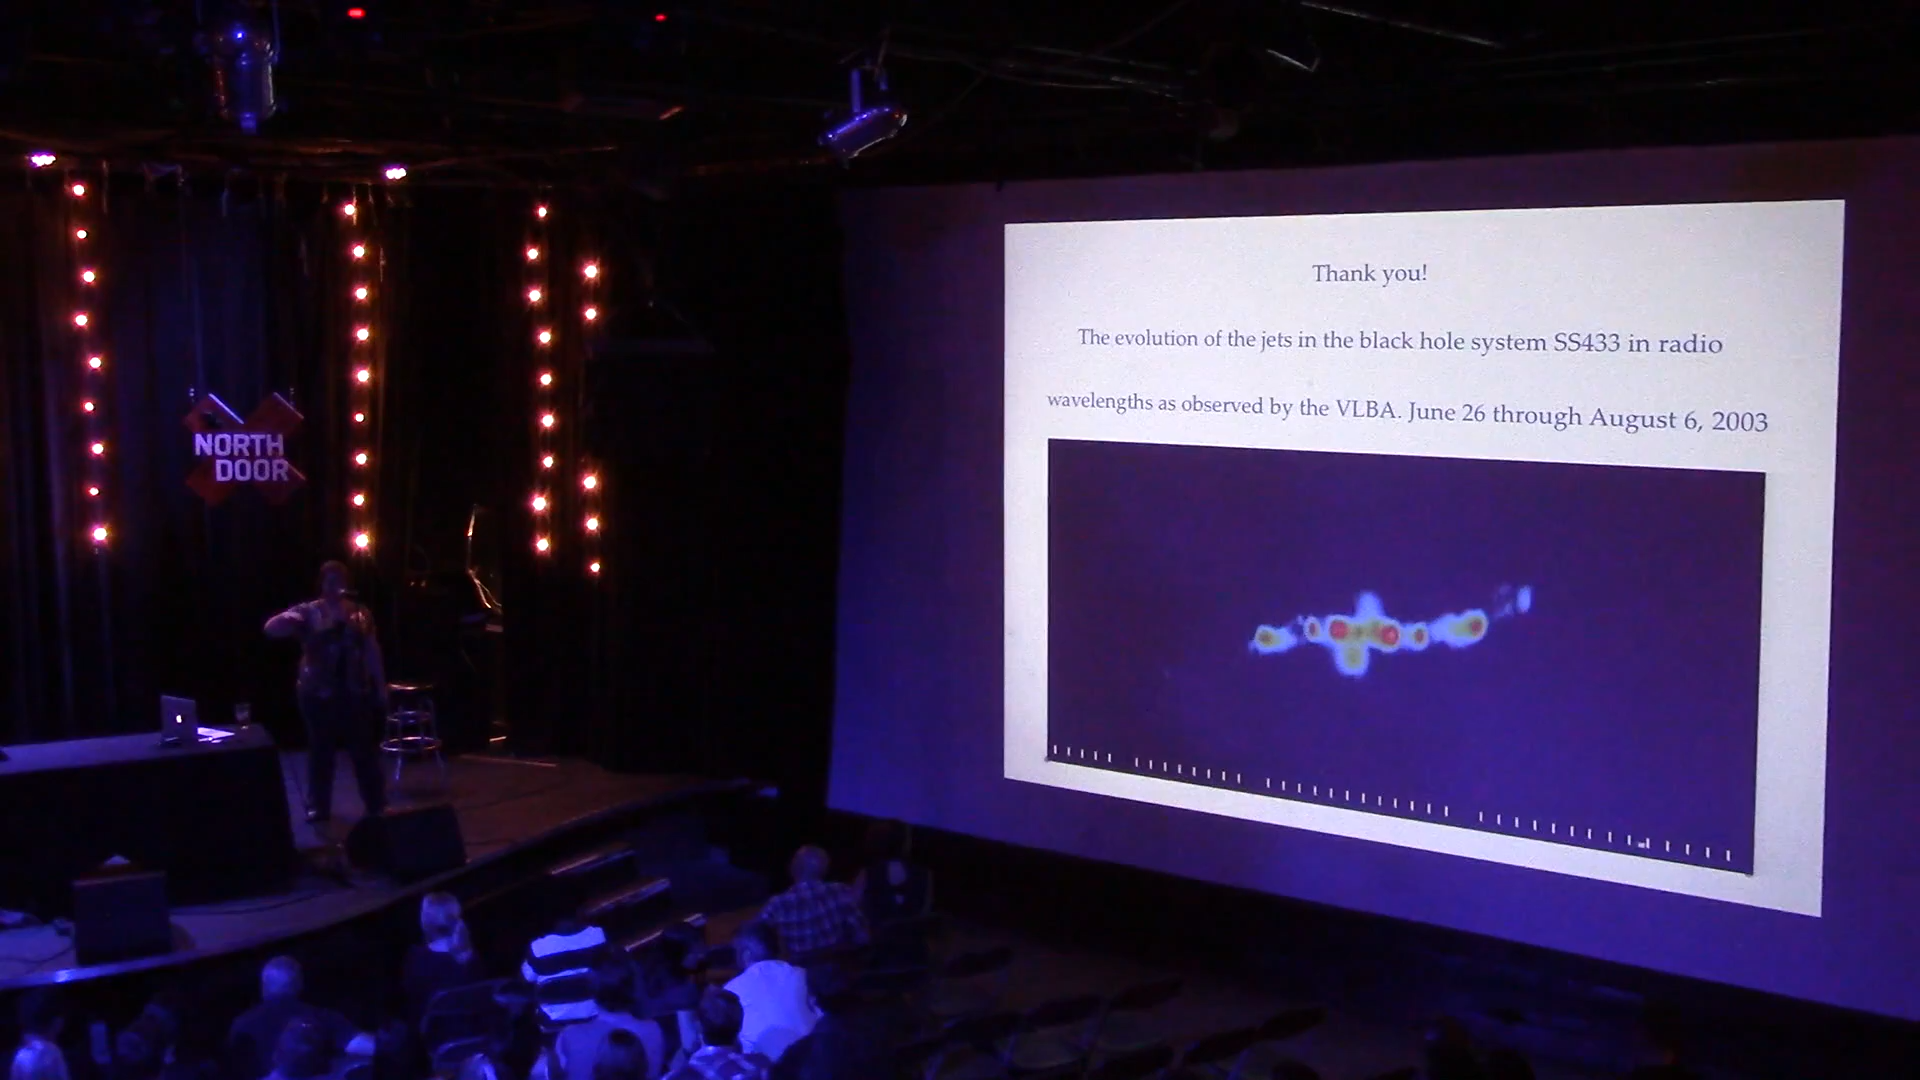 NORTH
DOOR
Thank you!
The evolution of the jets in the black hole system SS433 in radio
wavelengths as observed by the VLBA. June 26 through August 6, 2003